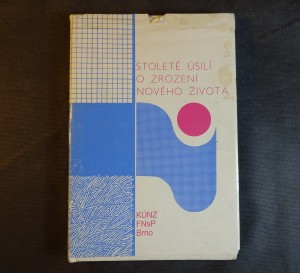 STOLETÉ ÚSILÍ
O ZROZENÍ
NOVÉHO ŽIVOTA
KÚNZ
FNsP
Brno